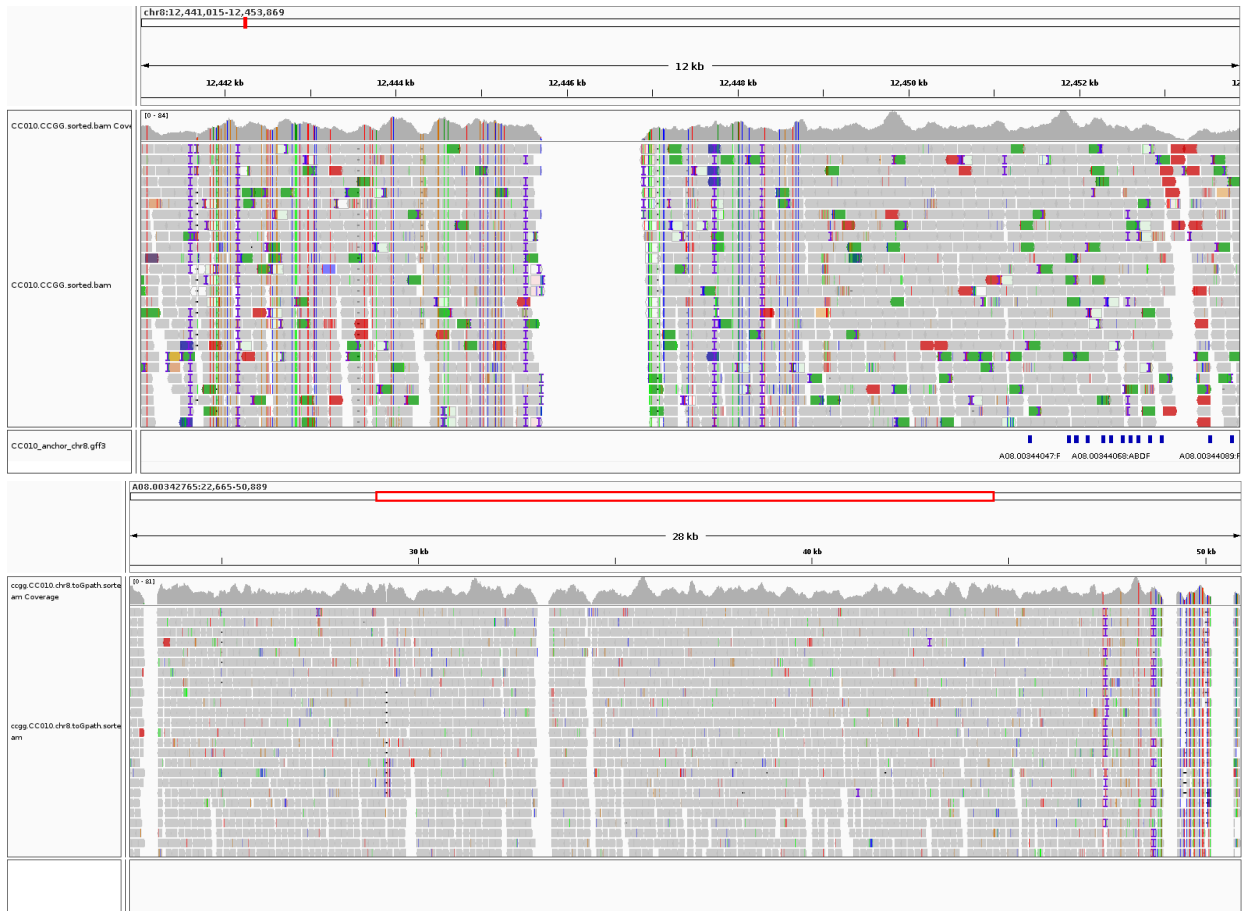 chr8:12,441,015-12,453,869
12 kb
12,442 kb 12,444 kb 12,446 kb 12,448 kb 12,450 kb 12,452 kb 12
CC010.CCGG.sorted.bam Cove
[0 - 84]
CC010.CCGG.sorted.bam
CC010_anchor_chr8.gff3
A08.00344047:F A08.00344068:ABDF A08.00344089:F
A08.00342765:22,665-50,889
28 kb
30 kb 40 kb 50 kb
ccgg.CC010.chr8.toGpath.sorte
am Coverage
[0 - 81]
ccgg.CC010.chr8.toGpath.sorte
am